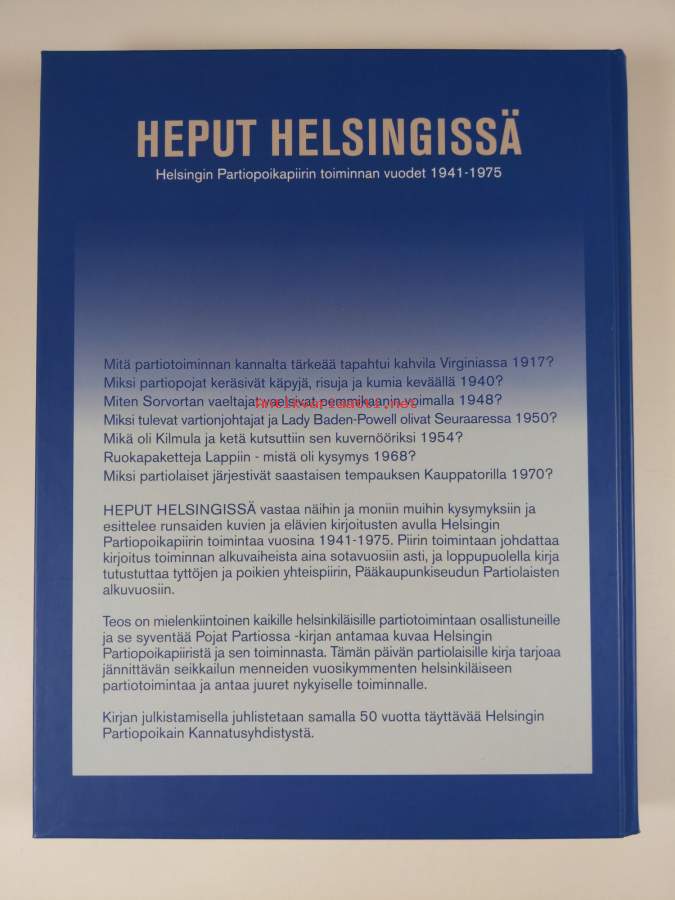 HEPUT HELSINGISSÄ
Helsingin Partiopoikapiirin toiminnan vuodet 1941-1975
Mitä partiotoiminnan kannalta tärkeää tapahtui kahvila Virginiassa 1917?
Miksi partiopojat keräsivät käpyjä, risuja ja kumia keväällä 1940?
Miten Sorvortan vaeltajat vaelsivat pemmikaanin voimalla 1948?
Antikvariaatti.net
Miksi tulevat vartionjohtajat ja Lady Baden-Powell olivat Seuraaressa 1950?
Mikä oli Kilmula ja ketä kutsuttiin sen kuvernööriksi 1954?
Ruokapaketteja Lappiin - mistä oli kysymys 1968?
Miksi partiolaiset järjestivät saastaisen tempauksen Kauppatorilla 1970?
HEPUT HELSINGISSÄ vastaa näihin ja moniin muihin kysymyksiin ja
esittelee runsaiden kuvien ja elävien kirjoitusten avulla Helsingin
Partiopoikapiirin toimintaa vuosina 1941-1975. Piirin toimintaan johdattaa
kirjoitus toiminnan alkuvaiheista aina sotavuosiin asti, ja loppupuolella kirja
tutustuttaa tyttöjen ja poikien yhteispiirin, Pääkaupunkiseudun Partiolaisten
alkuvuosiin.
Teos on mielenkiintoinen kaikille helsinkiläisille partiotoimintaan osallistuneille
ja se syventää Pojat Partiossa -kirjan antamaa kuvaa Helsingin
Partiopoikapiiristä ja sen toiminnasta. Tämän päivän partiolaisille kirja tarjoaa
jännittävän seikkailun menneiden vuosikymmenten helsinkiläiseen
partiotoimintaa ja antaa juuret nykyiselle toiminnalle.
Kirjan julkistamisella juhlistetaan samalla 50 vuotta täyttävää Helsingin
Partiopoikain Kannatusyhdistystä.